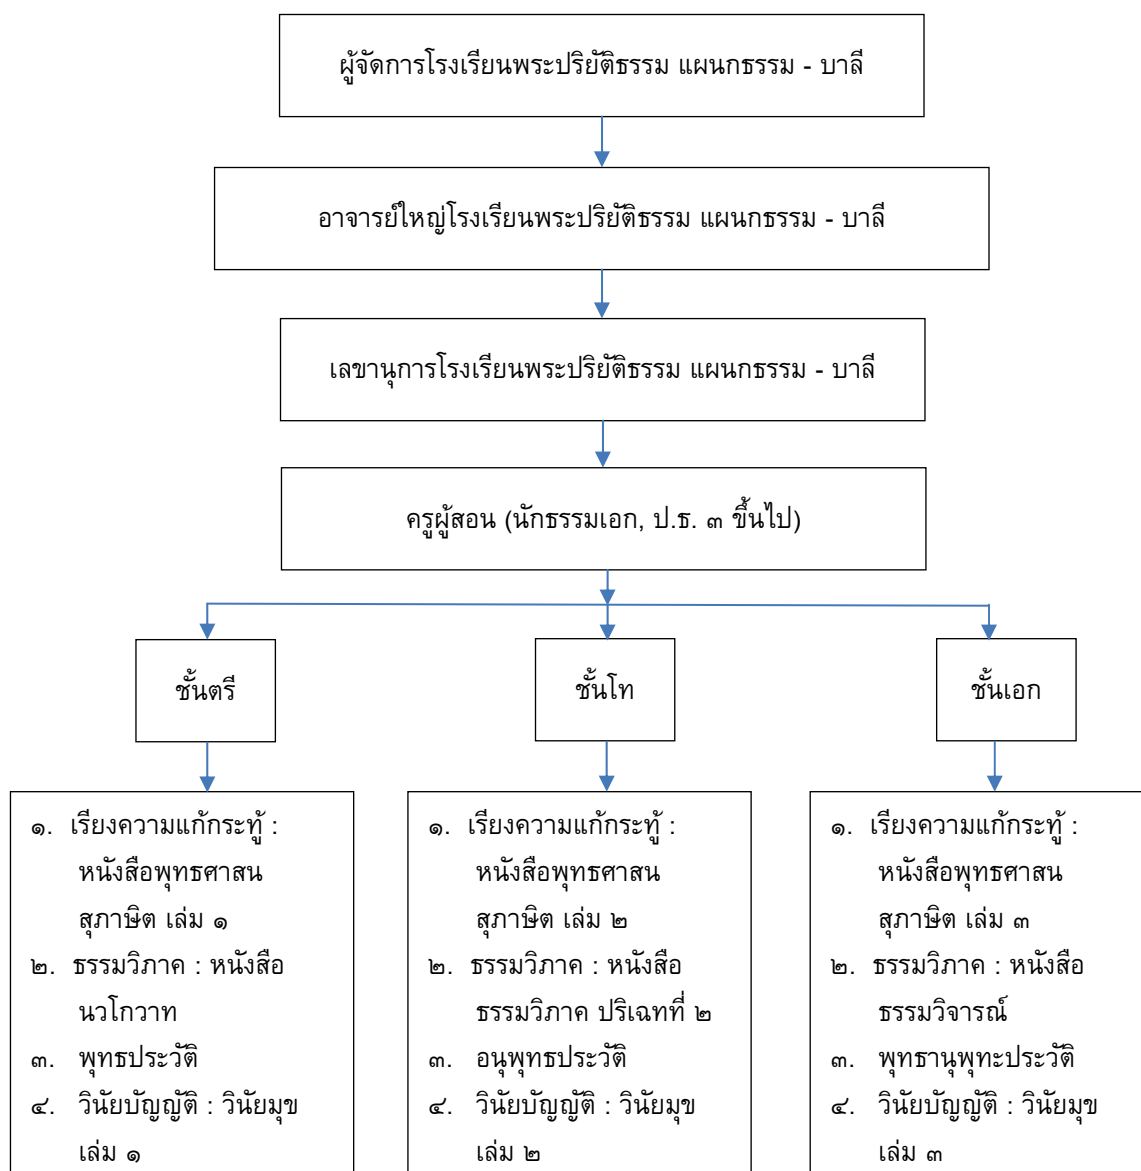 ผู้จัดการโรงเรียนพระปริยัติธรรม แผนกธรรม - บาลี
อาจารย์ใหญ่โรงเรียนพระปริยัติธรรม แผนกธรรม - บาลี
เลขานุการโรงเรียนพระปริยัติธรรม แผนกธรรม - บาลี
ครูผู้สอน (นักธรรมเอก, ป.ธ. ๓ ขึ้นไป)
ชั้นตรี
ชั้นโท
ชั้นเอก
๑. เรียงความแก้กระทู้ :
หนังสือพุทธศาสน
สุภาษิต เล่ม ๑
๒. ธรรมวิภาค : หนังสือ
นวโกวาท
๓. พุทธประวัติ
๔. วินัยบัญญัติ : วินัยมุข
เล่ม ๑
๑. เรียงความแก้กระทู้ :
หนังสือพุทธศาสน
สุภาษิต เล่ม ๒
๒. ธรรมวิภาค : หนังสือ
ธรรมวิภาค ปริเฉทที่ ๒
๓. อนุพุทธประวัติ
๔. วินัยบัญญัติ : วินัยมุข
เล่ม ๒
๑. เรียงความแก้กระทู้ :
หนังสือพุทธศาสน
สุภาษิต เล่ม ๓
๒. ธรรมวิภาค : หนังสือ
ธรรมวิจารณ์
๓. พุทธานุพุทะประวัติ
๔. วินัยบัญญัติ : วินัยมุข
เล่ม ๓